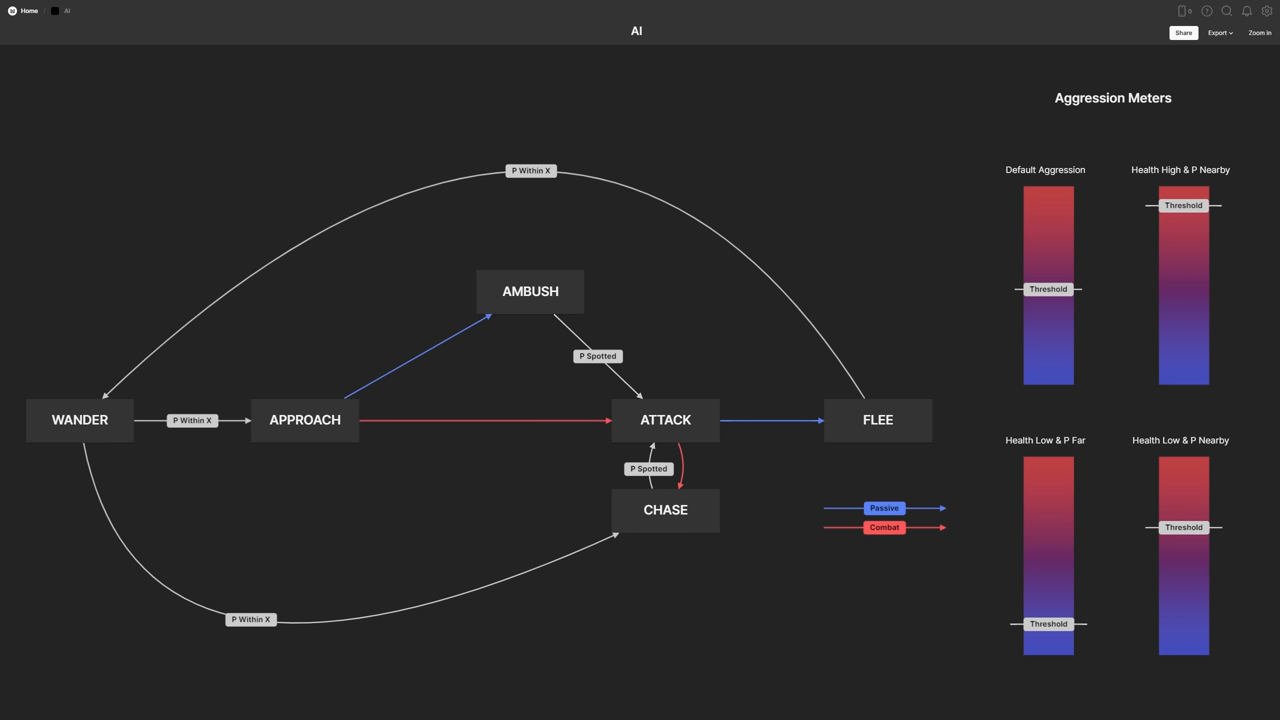 Home / AI
0
AI
Share
Export
Zoom in
Aggression Meters
P Within X
Default Aggression
Health High & P Nearby
Threshold
Threshold
AMBUSH
P Spotted
WANDER
P Within X
APPROACH
ATTACK
FLEE
P Spotted
CHASE
Passive
Combat
P Within X
Health Low & P Far
Health Low & P Nearby
Threshold
Threshold